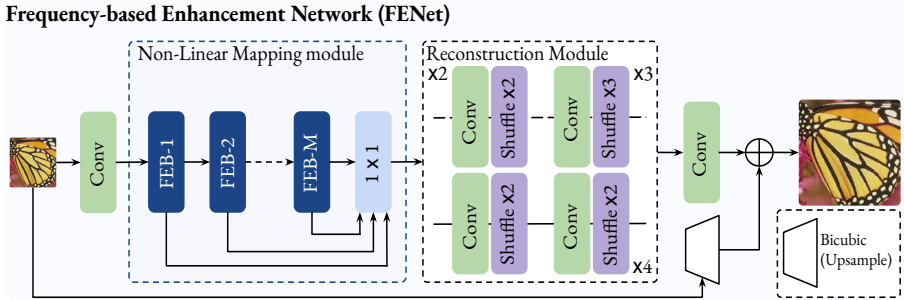 Frequency-based Enhancement Network (FENet)
Non-Linear Mapping module
Reconstruction Module
x2
x3
Conv
FEB-1
FEB-2
FEB-M
1 x 1
Conv
Shuffle x2
Conv
Shuffle x3
Conv
Shuffle x2
Conv
Shuffle x2
x4
Conv
Bicubic
(Upsample)